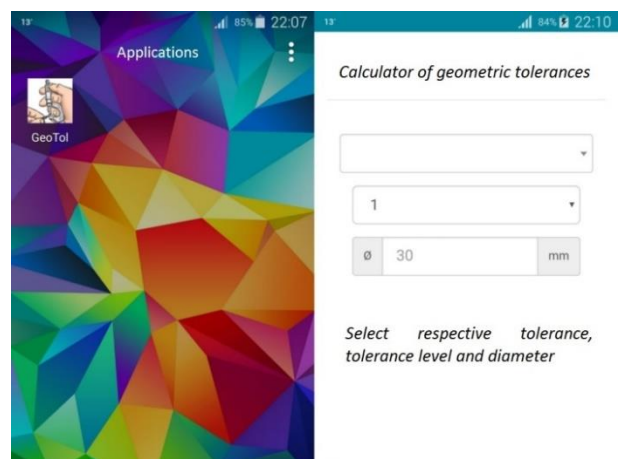 13°
85%
22:07
Applications
GeoTol
13°
84%
22:10
Calculator of geometric tolerances
1
Ø
30
mm
Select respective tolerance,
tolerance level and diameter